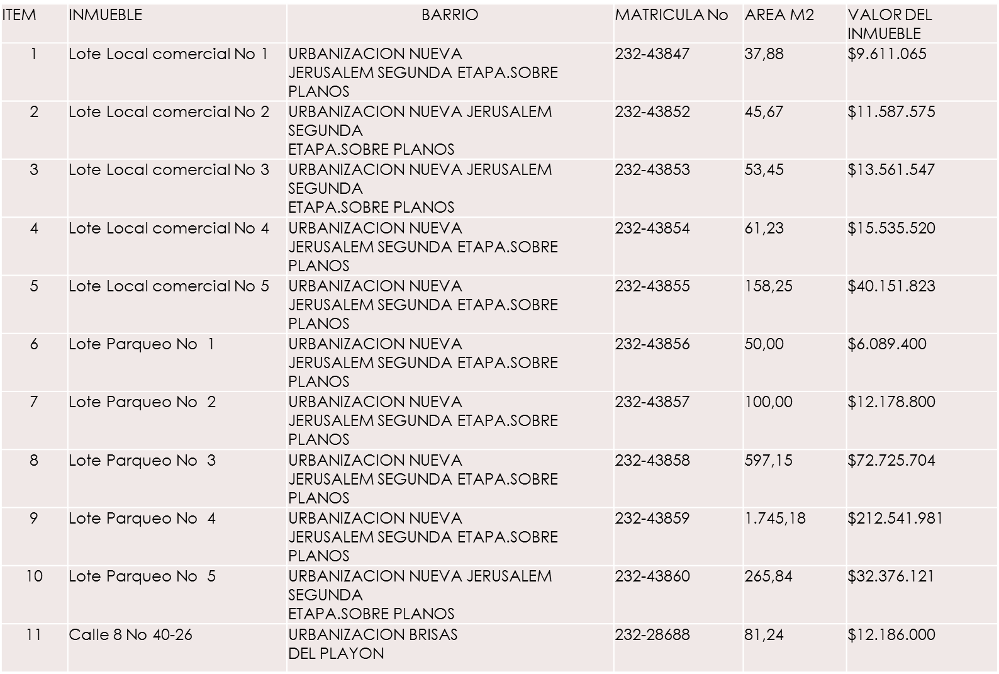 ITEM INMUEBLE BARRIO MATRICULA No AREA M2 VALOR DEL
INMUEBLE
1 Lote Local comercial No 1 URBANIZACION NUEVA 232-43847 37,88 $9.611.065
JERUSALEM SEGUNDA ETAPA.SOBRE
PLANOS
2 Lote Local comercial No 2 URBANIZACION NUEVA JERUSALEM 232-43852 45,67 $11.587.575
SEGUNDA
ETAPA.SOBRE PLANOS
3 Lote Local comercial No 3 URBANIZACION NUEVA JERUSALEM 232-43853 53,45 $13.561.547
SEGUNDA
ETAPA.SOBRE PLANOS
4 Lote Local comercial No 4 URBANIZACION NUEVA 232-43854 61,23 $15.535.520
JERUSALEM SEGUNDA ETAPA.SOBRE
PLANOS
5 Lote Local comercial No 5 URBANIZACION NUEVA 232-43855 158,25 $40.151.823
JERUSALEM SEGUNDA ETAPA.SOBRE
PLANOS
6 Lote Parqueo No 1 URBANIZACION NUEVA 232-43856 50,00 $6.089.400
JERUSALEM SEGUNDA ETAPA.SOBRE
PLANOS
7 Lote Parqueo No 2 URBANIZACION NUEVA 232-43857 100,00 $12.178.800
JERUSALEM SEGUNDA ETAPA.SOBRE
PLANOS
8 Lote Parqueo No 3 URBANIZACION NUEVA 232-43858 597,15 $72.725.704
JERUSALEM SEGUNDA ETAPA.SOBRE
PLANOS
9 Lote Parqueo No 4 URBANIZACION NUEVA 232-43859 1.745,18 $212.541.981
JERUSALEM SEGUNDA ETAPA.SOBRE
PLANOS
10 Lote Parqueo No 5 URBANIZACION NUEVA JERUSALEM 232-43860 265,84 $32.376.121
SEGUNDA
ETAPA.SOBRE PLANOS
11 Calle 8 No 40-26 URBANIZACION BRISAS 232-28688 81,24 $12.186.000
DEL PLAYON